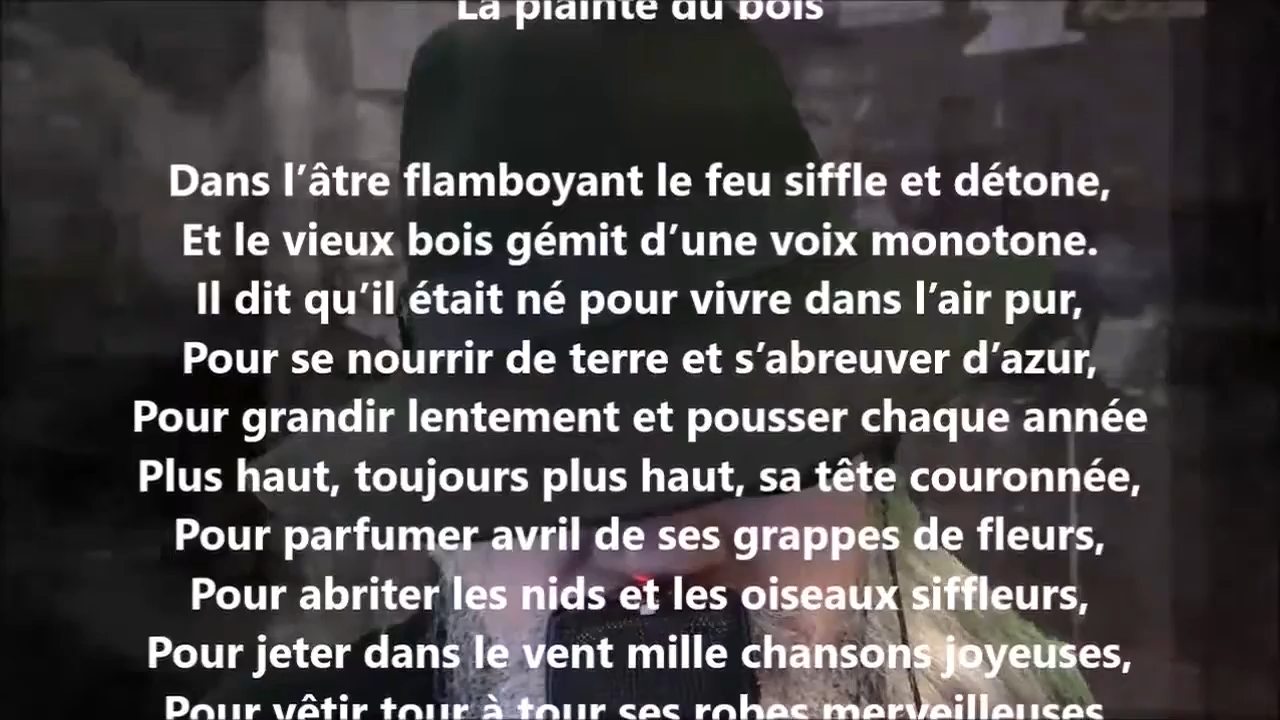 La plainte du bois
Dans l’âtre flamboyant le feu siffle et détone,
Et le vieux bois gémit d’une voix monotone.
Il dit qu’il était né pour vivre dans l’air pur,
Pour se nourrir de terre et s’abreuver d’azur,
Pour grandir lentement et pousser chaque année
Plus haut, toujours plus haut, sa tête couronnée,
Pour parfumer avril de ses grappes de fleurs,
Pour abriter les nids et les oiseaux siffleurs,
Pour jeter dans le vent mille chansons joyeuses,
Pour vêtir tour à tour ses robes merveilleuses